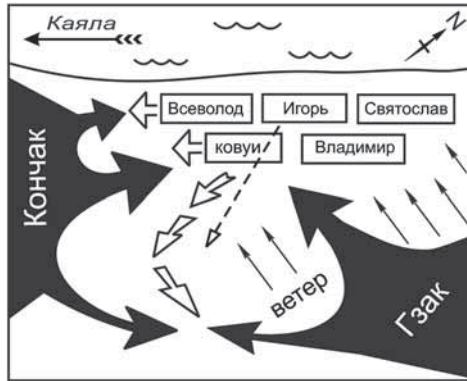 Каяла
N
Всеволод Игорь Святослав
ковуи Владимир
Кончак
ветер
Гзак